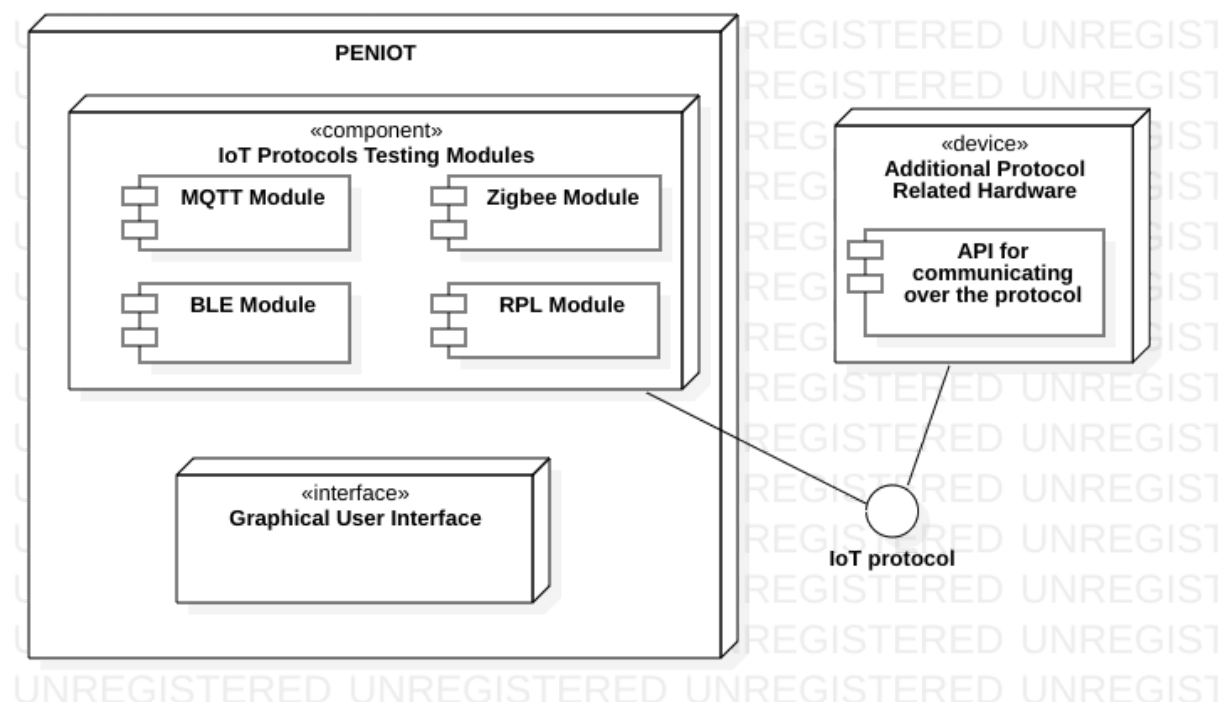 PENIOT
«component»
IoT Protocols Testing Modules
MQTT Module
Zigbee Module
BLE Module
RPL Module
«interface»
Graphical User Interface
«device»
Additional Protocol
Related Hardware
API for
communicating
over the protocol
IoT protocol
UNREGISTERED UNREGISTERED UNREGISTERED UNREGIST